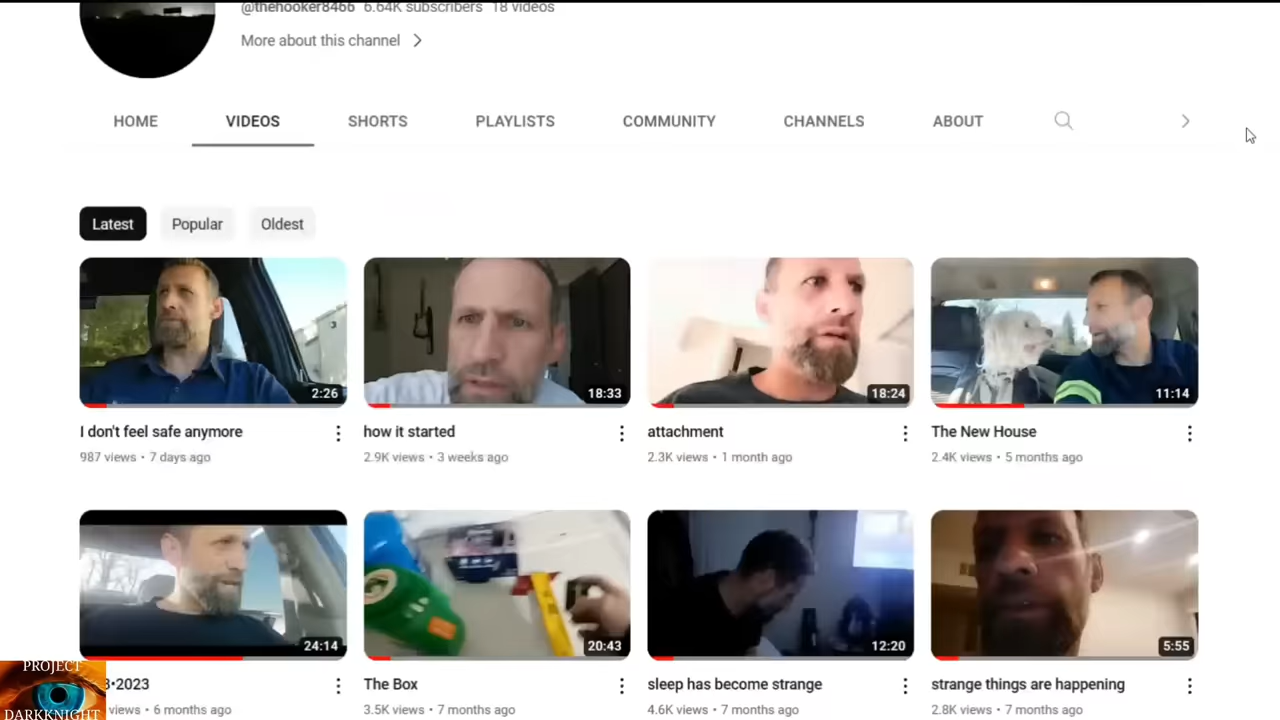 @thehooker8466 6.64K subscribers 18 videos
More about this channel
HOME VIDEOS SHORTS PLAYLISTS COMMUNITY CHANNELS ABOUT
Latest Popular Oldest
2:26 18:33 18:24 11:14
I don't feel safe anymore how it started attachment The New House
987 views • 7 days ago 2.9K views • 3 weeks ago 2.3K views • 1 month ago 2.4K views • 5 months ago
24:14 20:43 12:20 5:55
PROJECT
•2023 The Box sleep has become strange strange things are happening
views • 6 months ago 3.5K views • 7 months ago 4.6K views • 7 months ago 2.8K views • 7 months ago
DARKKNIGHT